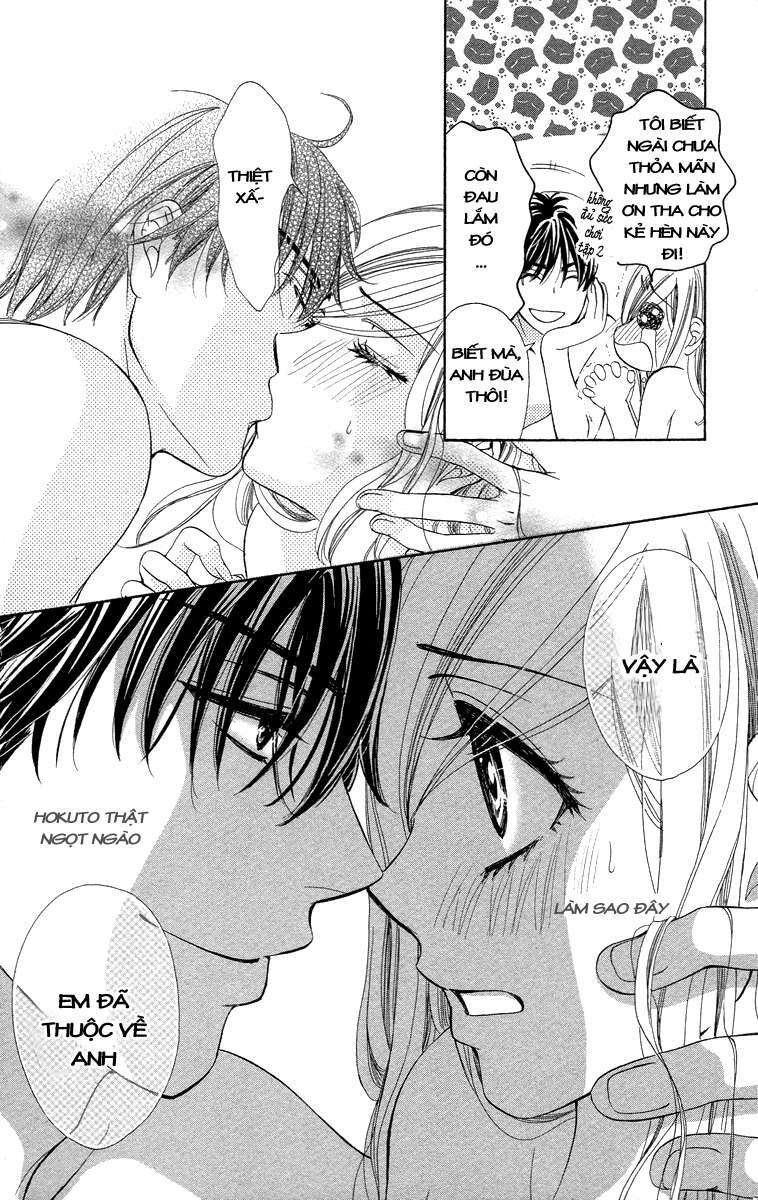 TÔI BIẾT
NGÀI CHƯA
THỎA MÃN
NHƯNG LÀM
ƠN THA CHO
KẺ HÈN NÀY
ĐI!
không
đủ sức
chơi
tập 2
CÒN
ĐAU
LẮM
ĐÓ
...
BIẾT MÀ,
ANH ĐÙA
THÔI!
THIỆT
XẤ-
VẬY LÀ
HOKUTO THẬT
NGỌT NGÀO
LÀM SAO ĐÂY
EM ĐÃ
THUỘC VỀ
ANH